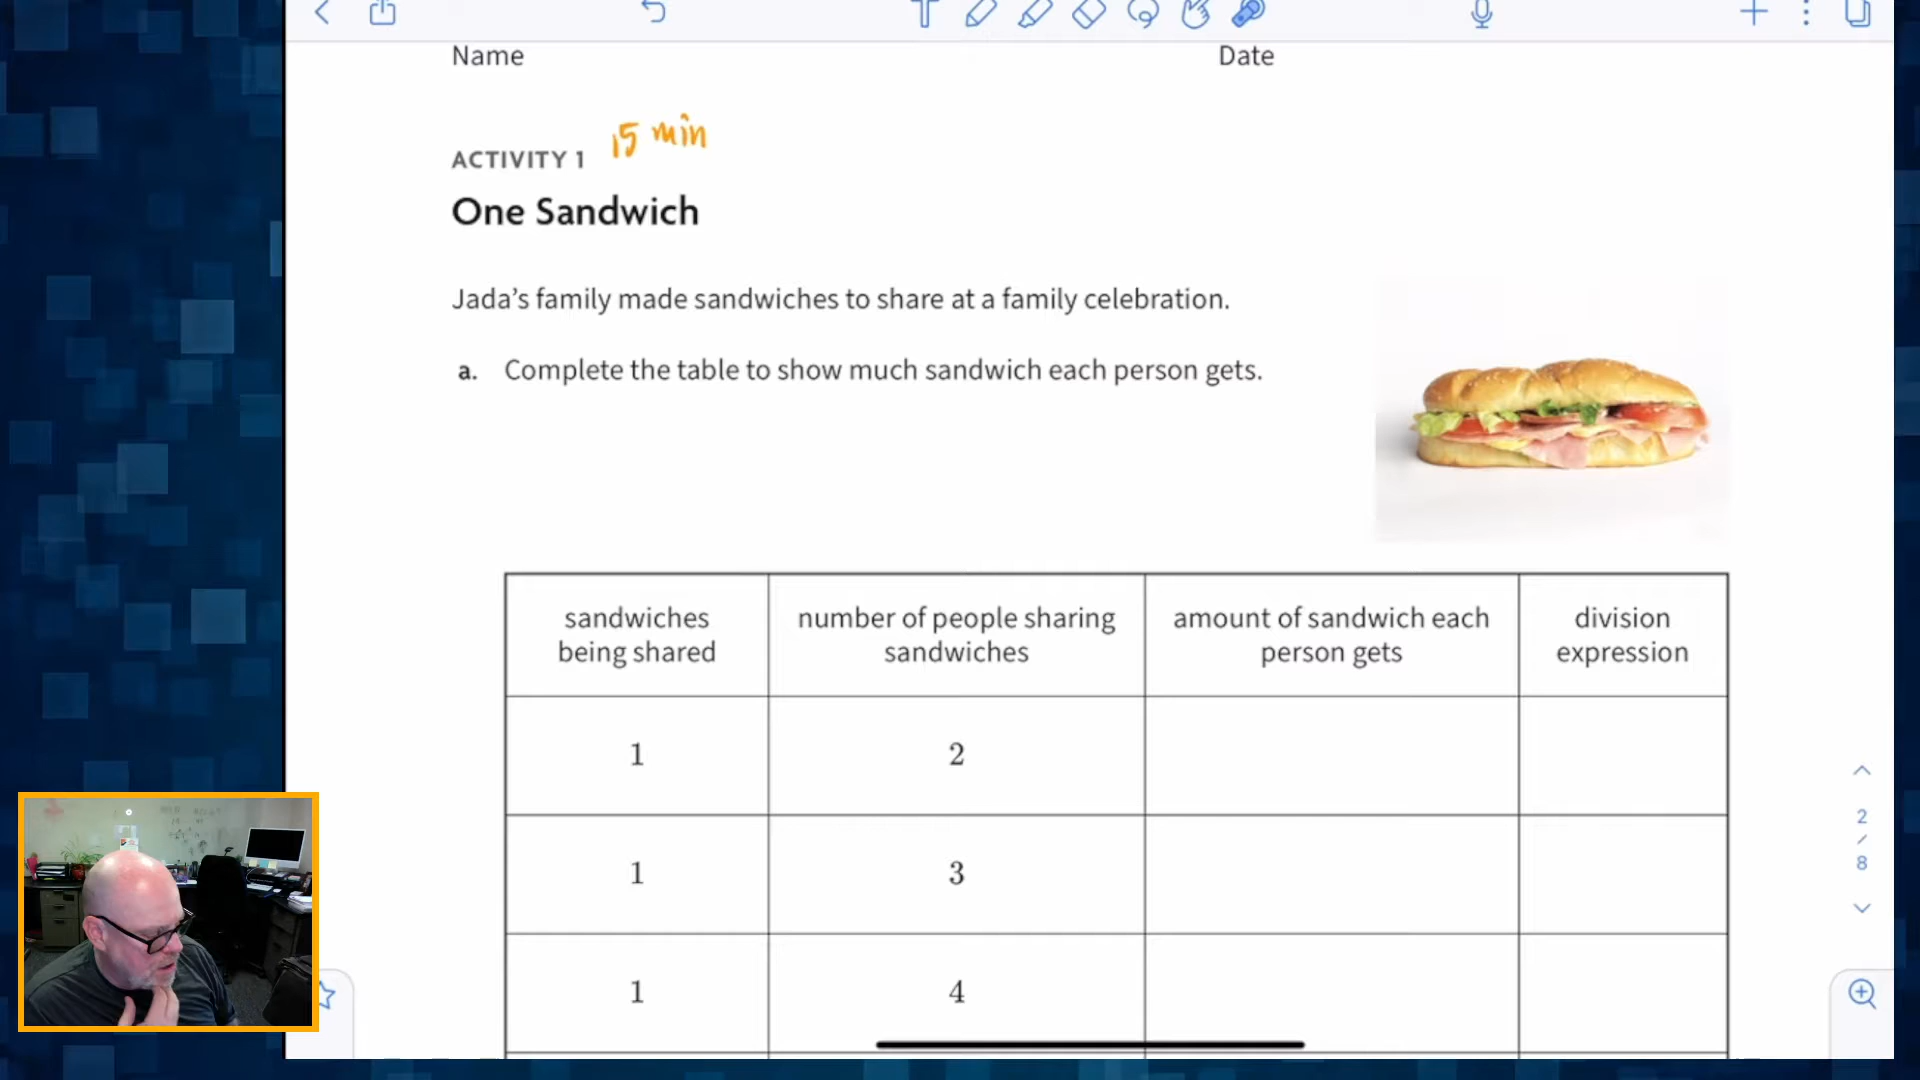 Name
Date
ACTIVITY 1
15 min
One Sandwich
Jada’s family made sandwiches to share at a family celebration.
a. Complete the table to show much sandwich each person gets.
sandwiches being shared
number of people sharing sandwiches
amount of sandwich each person gets
division expression
1
2
1
3
1
4
2
/
8